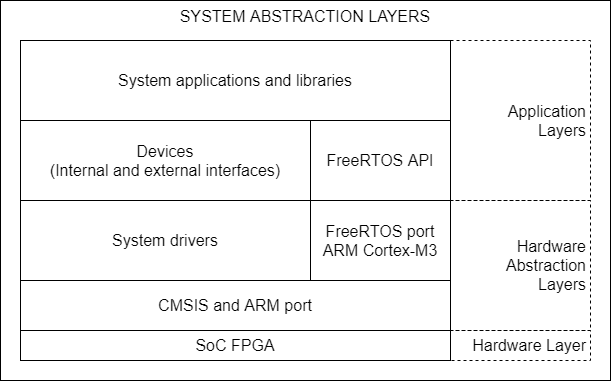 SYSTEM ABSTRACTION LAYERS
System applications and libraries
Application
Layers
Devices
(Internal and external interfaces)
FreeRTOS API
System drivers
FreeRTOS port
ARM Cortex-M3
Hardware
Abstraction
Layers
CMSIS and ARM port
SoC FPGA
Hardware Layer